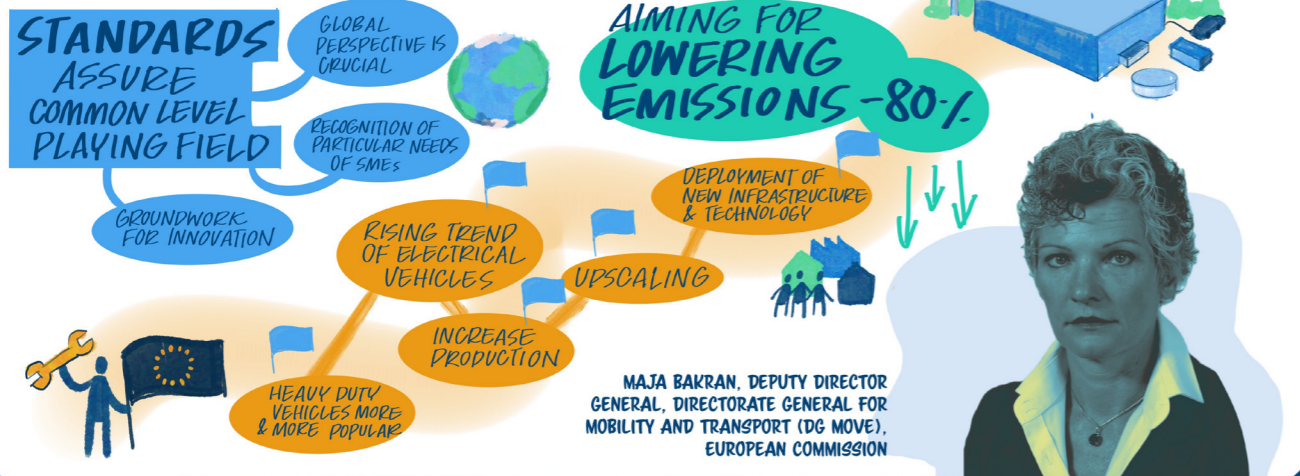 STANDARDS
ASSURE
COMMON LEVEL
PLAYING FIELD
GLOBAL
PERSPECTIVE IS
CRUCIAL
RECOGNITION OF
PARTICULAR NEEDS
OF SMEs
GROUNDWORK
FOR INNOVATION
AIMING FOR
LOWERING
EMISSIONS -80%
HEAVY DUTY
VEHICLES MORE
& MORE POPULAR
RISING TREND
OF ELECTRICAL
VEHICLES
INCREASE
PRODUCTION
UPSCALING
DEPLOYMENT OF
NEW INFRASTRUCTURE
& TECHNOLOGY
MAJA BAKRAN, DEPUTY DIRECTOR
GENERAL, DIRECTORATE GENERAL FOR
MOBILITY AND TRANSPORT (DG MOVE),
EUROPEAN COMMISSION